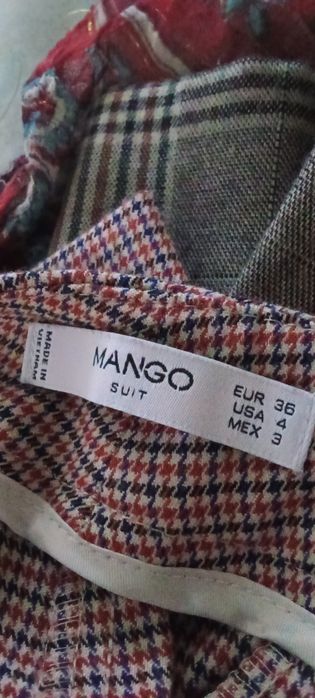 MADE IN
VIETNAM
MANGO
SUIT
EUR 36
USA 4
MEX 3